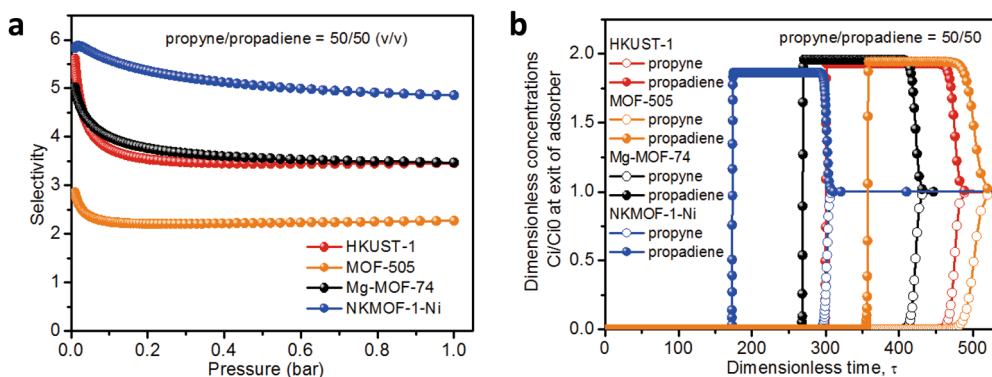 a
propyne/propadiene = 50/50 (v/v)
6
5
4
3
2
1
0
Selectivity
HKUST-1
MOF-505
Mg-MOF-74
NKMOF-1-Ni
0.0 0.2 0.4 0.6 0.8 1.0
Pressure (bar)
b
propyne/propadiene = 50/50
2.0
1.5
1.0
0.5
0.0
Dimensionless concentrations
Ci/Ci0 at exit of adsorber
HKUST-1
propyne
propadiene
MOF-505
propyne
propadiene
Mg-MOF-74
propyne
propadiene
NKMOF-1-Ni
propyne
propadiene
0 100 200 300 400 500
Dimensionless time, τ